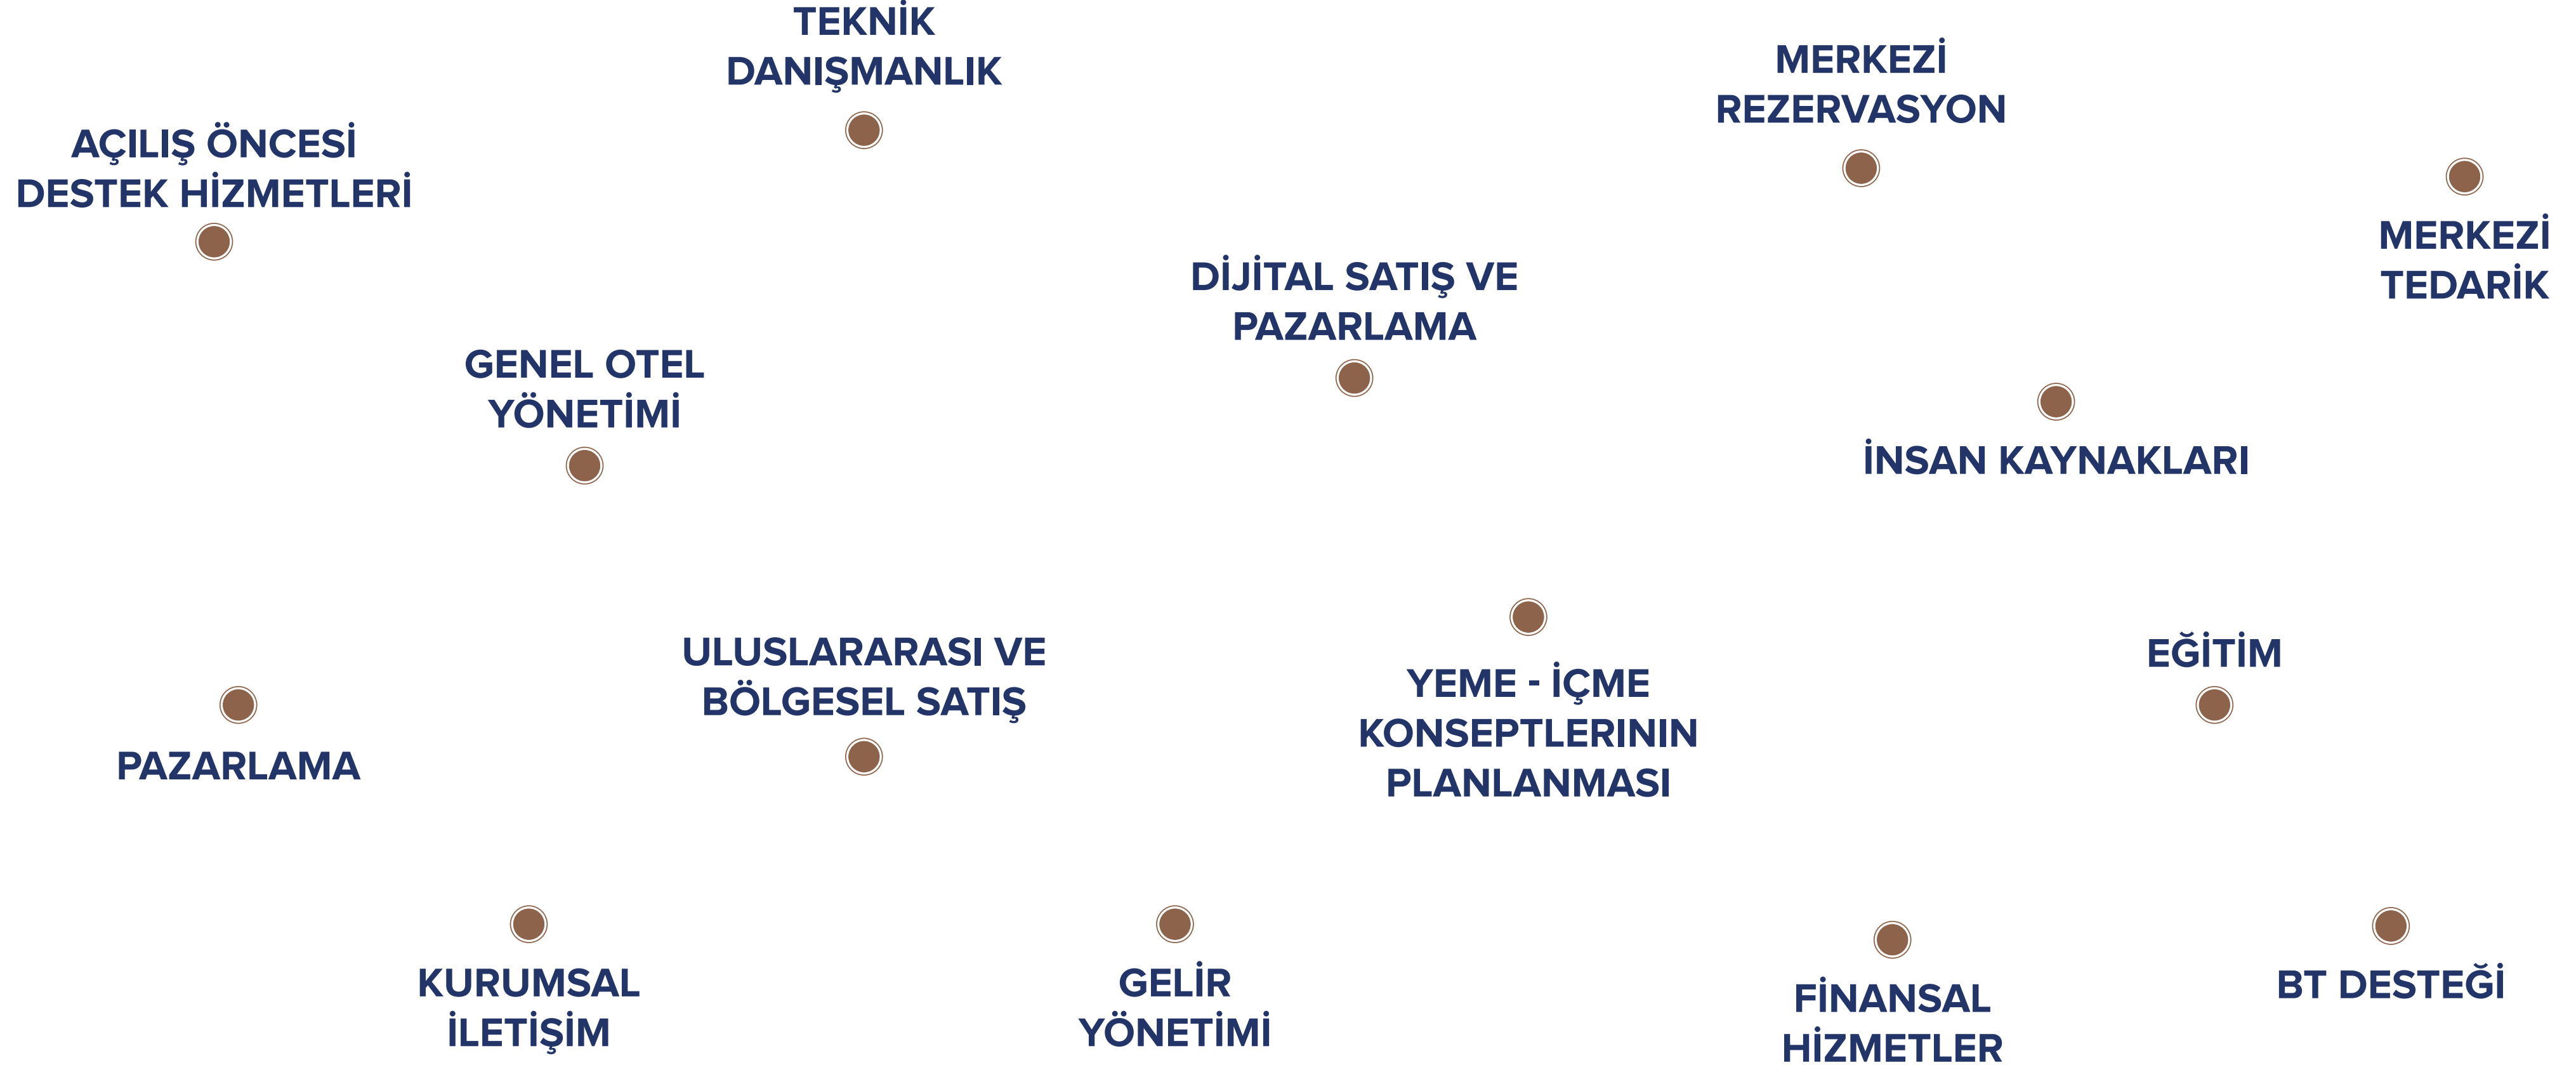 TEKNİK
DANIŞMANLIK
MERKEZİ
REZERVASYON
AÇILIŞ ÖNCESİ
DESTEK HİZMETLERİ
MERKEZİ
TEDARİK
DİJİTAL SATIŞ VE
PAZARLAMA
GENEL OTEL
YÖNETİMİ
İNSAN KAYNAKLARI
ULUSLARARASI VE
BÖLGESEL SATIŞ
YEME - İÇME
KONSEPTLERININ
PLANLANMASI
EĞİTİM
PAZARLAMA
KURUMSAL
İLETİŞİM
GELİR
YÖNETİMİ
FİNANSAL
HİZMETLER
BT DESTEĞİ